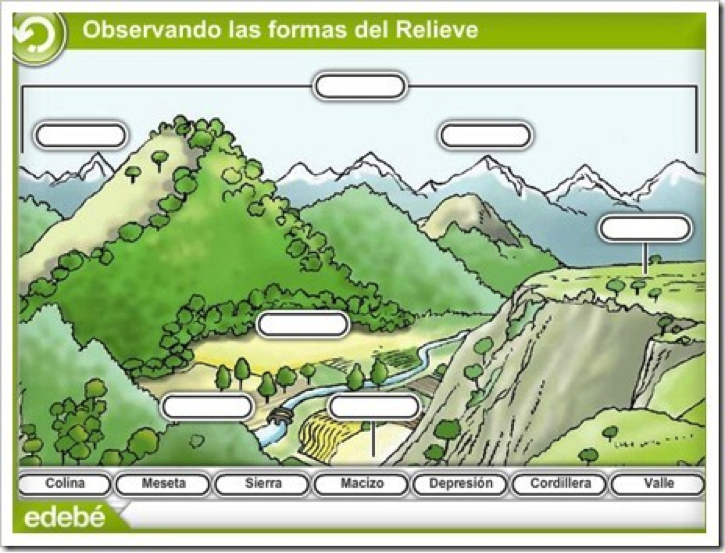 Observando las formas del Relieve
Colina Meseta Sierra Macizo Depresión Cordillera Valle
edebé